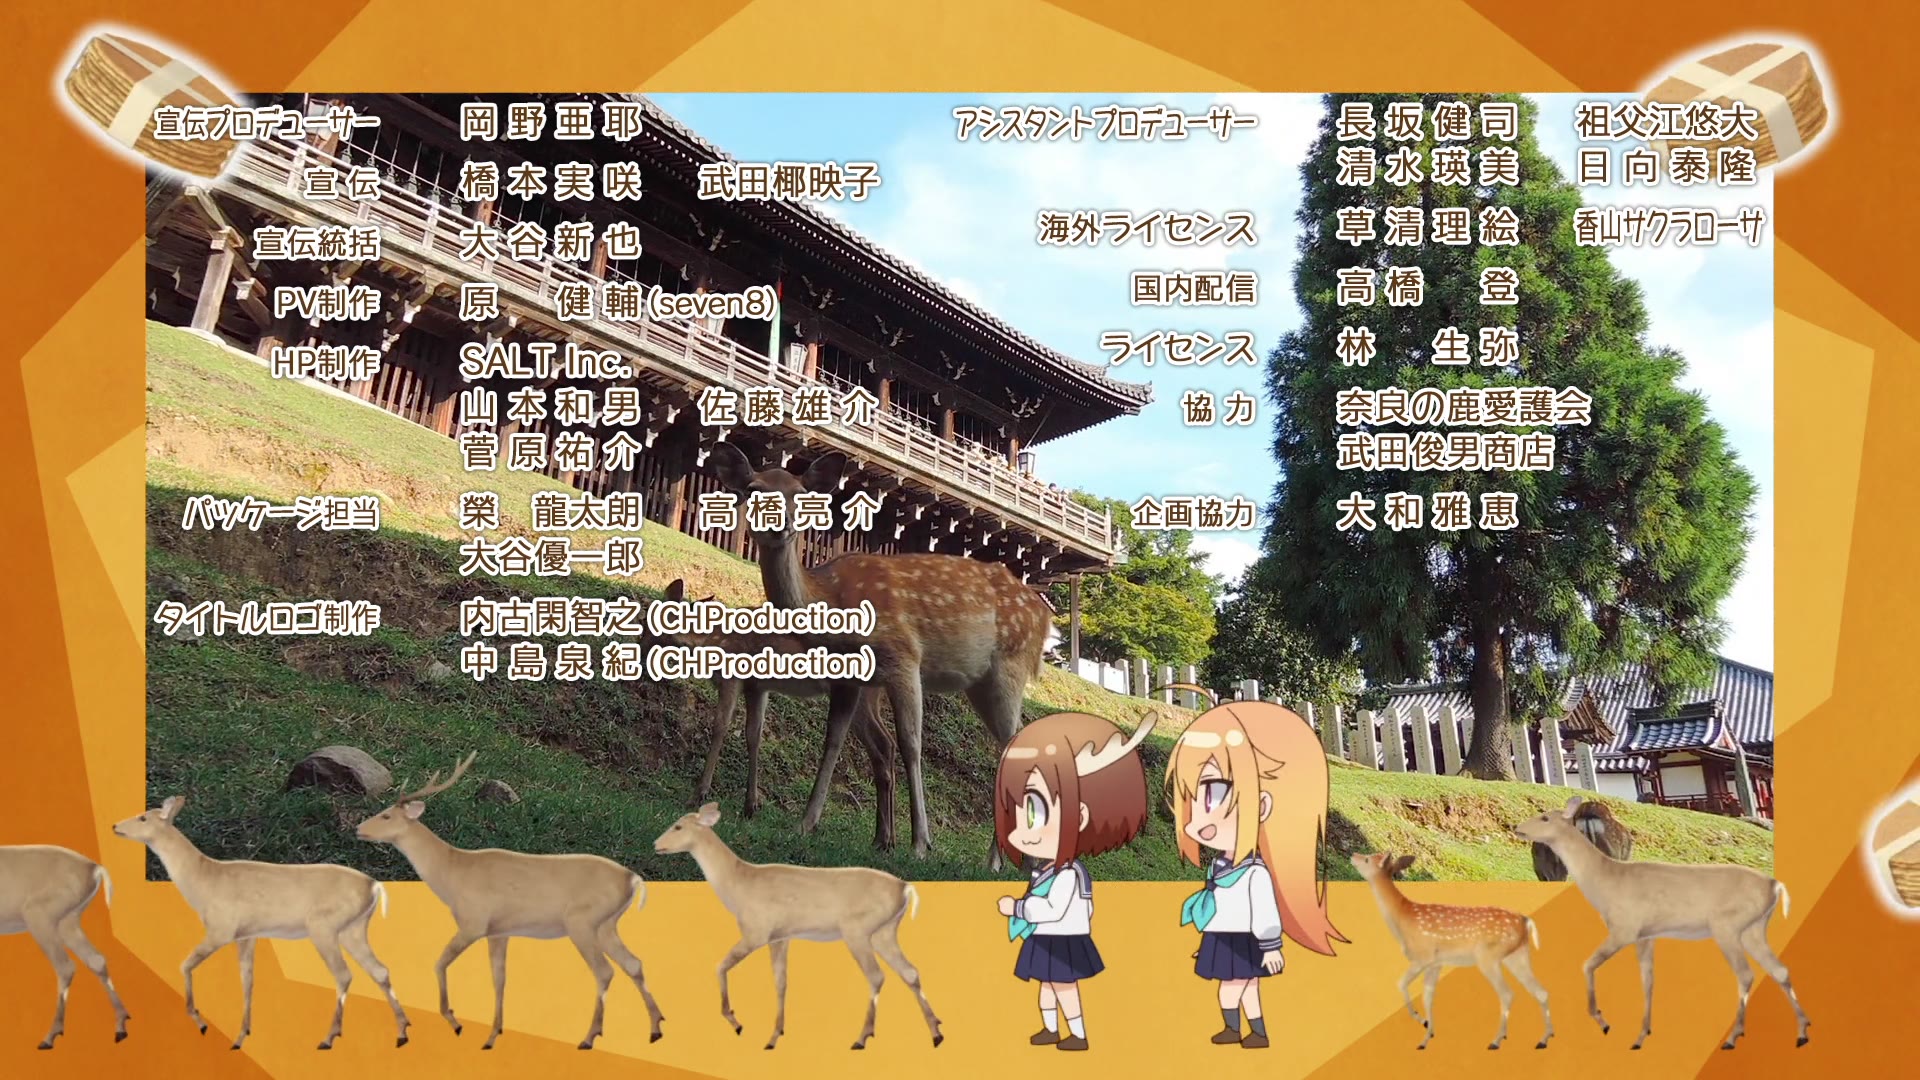 宣伝プロデューサー 岡野亜耶
宣伝 橋本実咲 武田椰映子
宣伝統括 大谷新也
PV制作 原 健輔(seven8)
HP制作 SALT Inc.
山本和男 佐藤雄介
菅原祐介
パッケージ担当 榮 龍太朗 高橋亮介
大谷優一郎
タイトルロゴ制作 内古閑智之(CHProduction)
中島泉紀(CHProduction)
アシスタントプロデューサー 長坂健司 祖父江悠大
清水瑛美 日向泰隆
海外ライセンス 草清理絵 香山サクラローサ
国内配信 高橋 登
ライセンス 林 生弥
協力 奈良の鹿愛護会
武田俊男商店
企画協力 大和雅恵